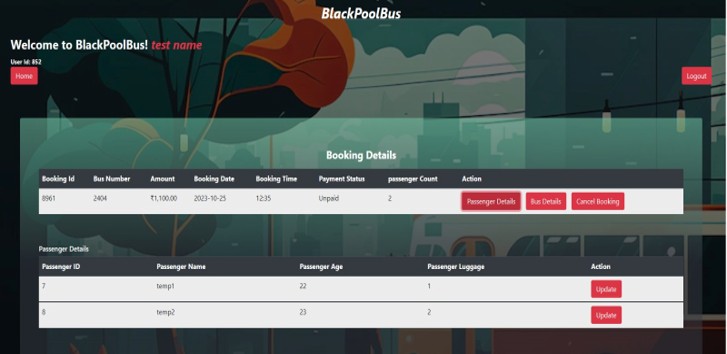 BlackPoolBus
Welcome to BlackPoolBus! test name
User Id: 852
Home
Logout
Booking Details
Booking Id Bus Number Amount Booking Date Booking Time Payment Status passenger Count Action
8961 2404 ₹1,100.00 2023-10-25 12:35 Unpaid 2 Passenger Details Bus Details Cancel Booking
Passenger Details
Passenger ID Passenger Name Passenger Age Passenger Luggage Action
7 temp1 22 1 Update
8 temp2 23 2 Update